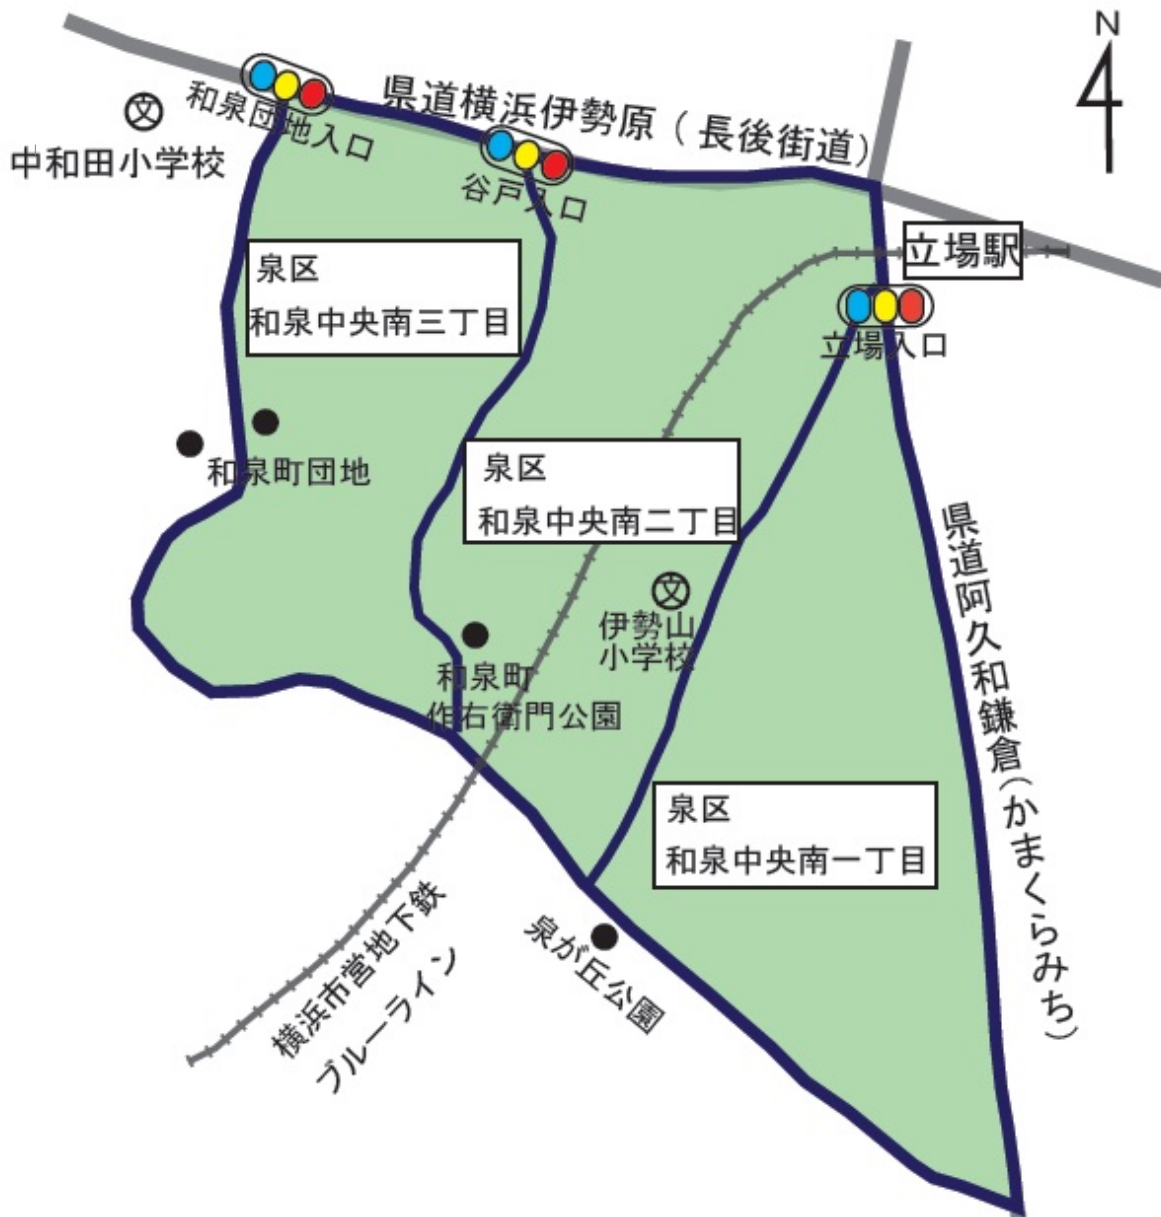 N
和泉団地入口
県道横浜伊勢原（長後街道）
中和田小学校
谷戸入口
立場駅
泉区
和泉中央南三丁目
立場入口
和泉町団地
泉区
和泉中央南二丁目
県道阿久和鎌倉（かまくらみち）
文
文
伊勢山
小学校
和泉町
作右衛門公園
泉区
和泉中央南一丁目
横浜市営地下鉄
ブルーライン
泉が丘公園